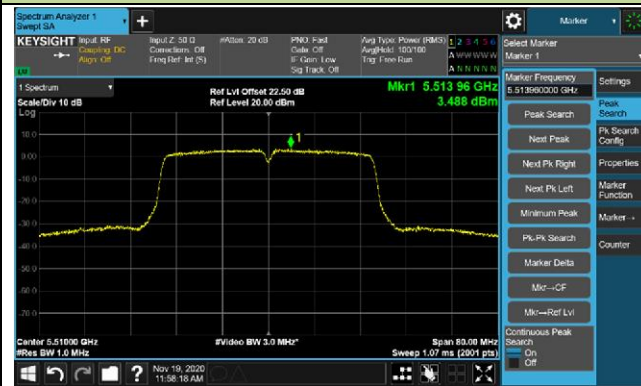 Spectrum Analyzer 1
Swept SA
+
Marker
KEYSIGHT
Input: RF
Coupling: DC
Align: Off
Input Z: 50 Ω
Corrections: Off
Freq Ref: Int (S)
#Atten: 20 dB
PNO: Fast
Gate: Off
IF Gain: Low
Sig Track: Off
Avg Type: Power (RMS)
Avg|Hold: 100/100
Trig: Free Run
1 2 3 4 5 6
A W W W W W
A N N N N N
Select Marker
Marker 1
1 Spectrum
Scale/Div 10 dB
Log
Ref Lvl Offset 22.50 dB
Ref Level 20.00 dBm
Mkr1 5.513 96 GHz
3.488 dBm
1
10.0
0.00
-10.0
-20.0
-30.0
-40.0
-50.0
-60.0
-70.0
Center 5.51000 GHz
#Res BW 1.0 MHz
#Video BW 3.0 MHz*
Span 80.00 MHz
Sweep 1.07 ms (2001 pts)
Marker Frequency
5.513960000 GHz
Peak Search
Next Peak
Next Pk Right
Next Pk Left
Minimum Peak
Pk-Pk Search
Marker Delta
Mkr→CF
Mkr→Ref Lvl
Continuous Peak
Search
On
Off
Settings
Peak
Search
Pk Search
Config
Properties
Marker
Function
Marker→
Counter
?
Nov 19, 2020
11:58:18 AM